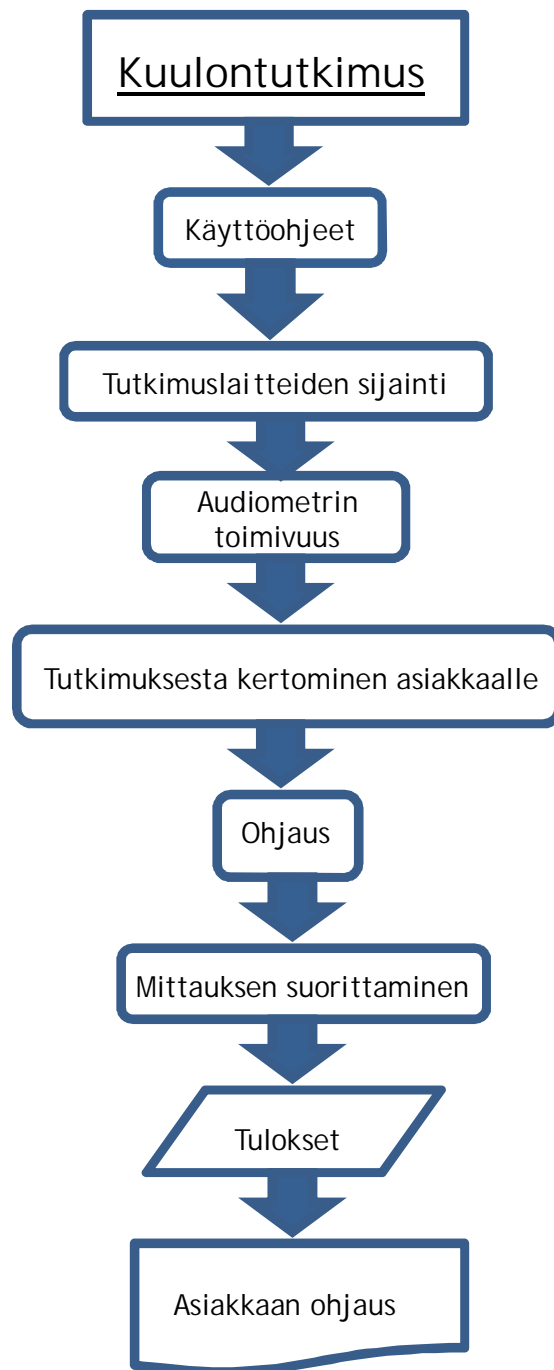 Kuulontutkimus
Käyttöohjeet
Tutkimuslaitteiden sijainti
Audiometrin
toimivuus
Tutkimuksesta kertominen asiakkaalle
Ohjaus
Mittauksen suorittaminen
Tulokset
Asiakkaan ohjaus